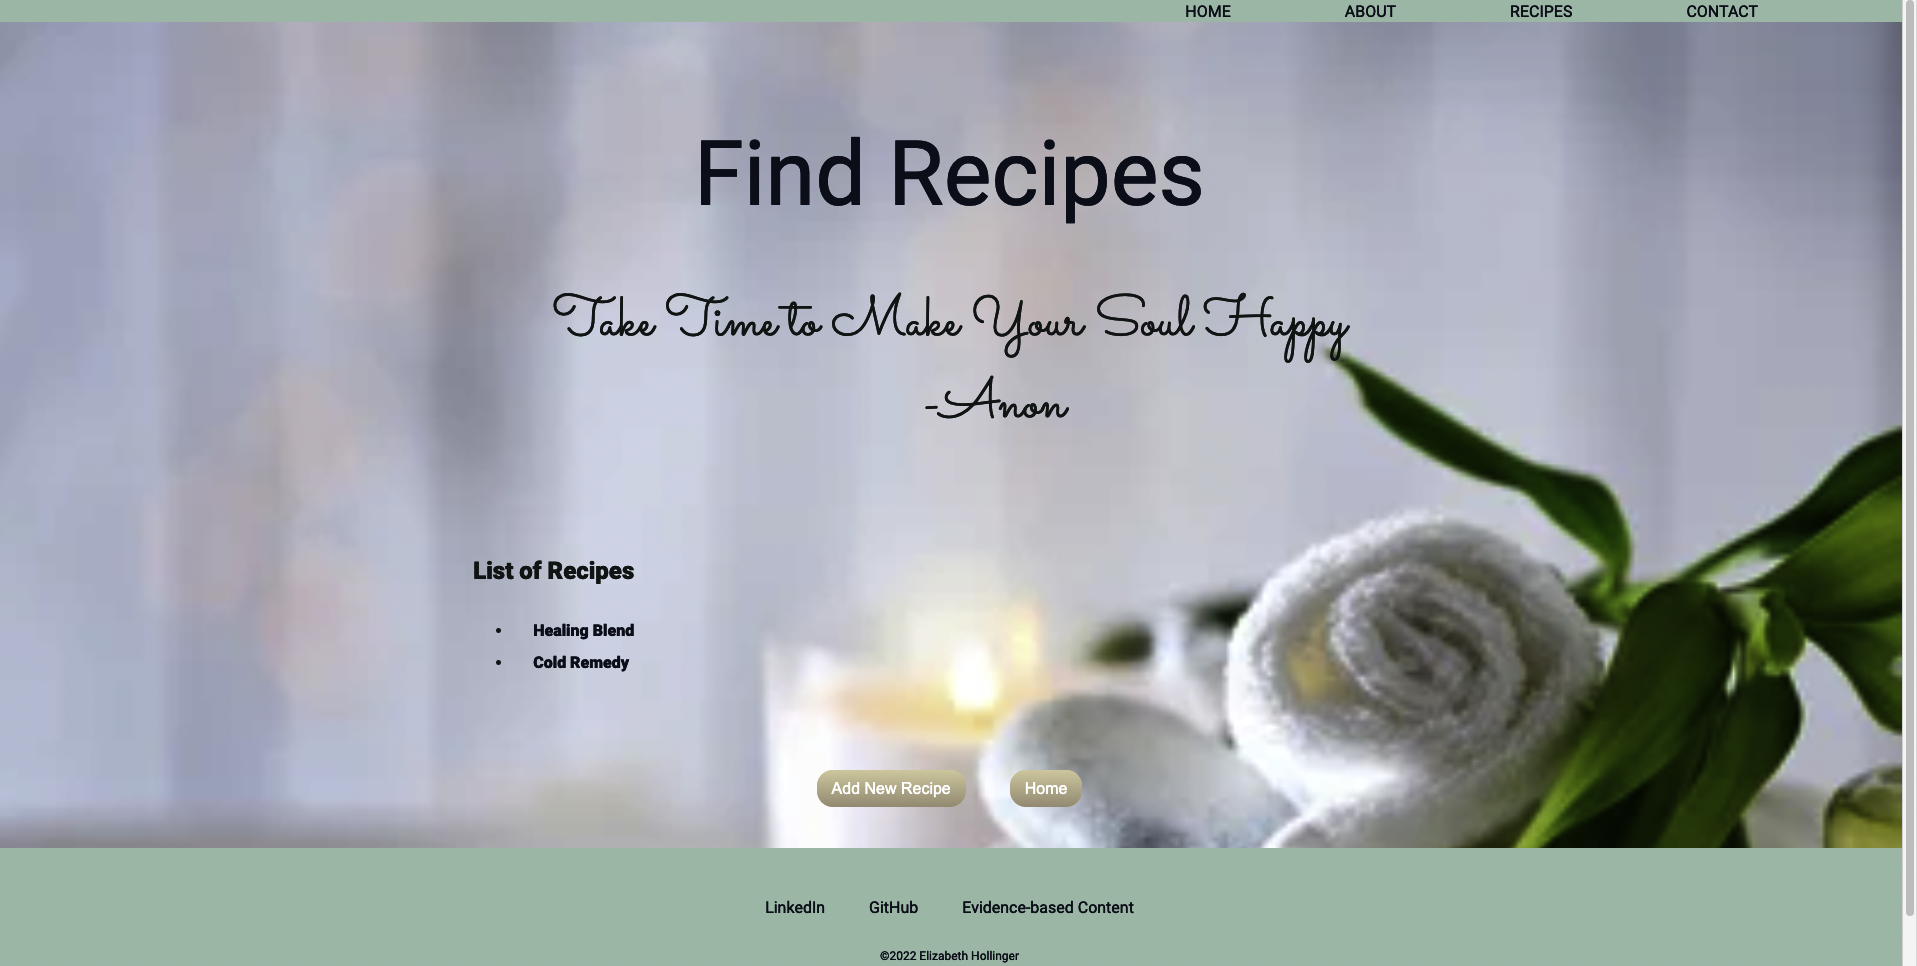 HOME ABOUT RECIPES CONTACT
Find Recipes
Take Time to Make Your Soul Happy
-Anon
List of Recipes
• Healing Blend
• Cold Remedy
Add New Recipe Home
LinkedIn GitHub Evidence-based Content
©2022 Elizabeth Hollinger